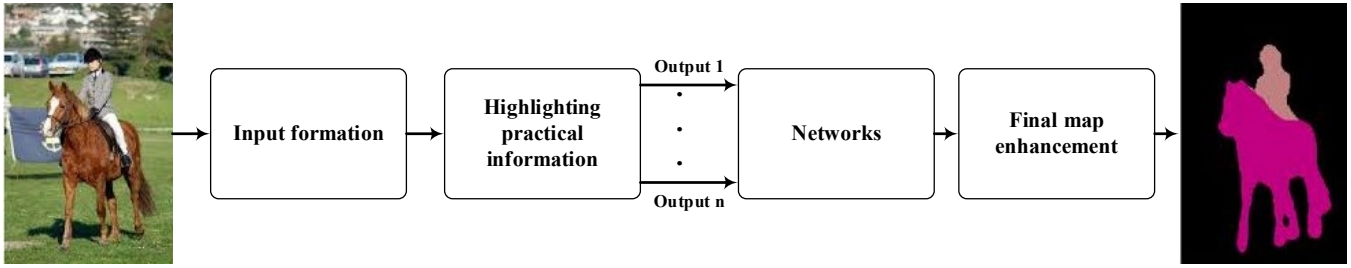 Input formation
Highlighting
practical
information
Output 1
Output n
Networks
Final map
enhancement